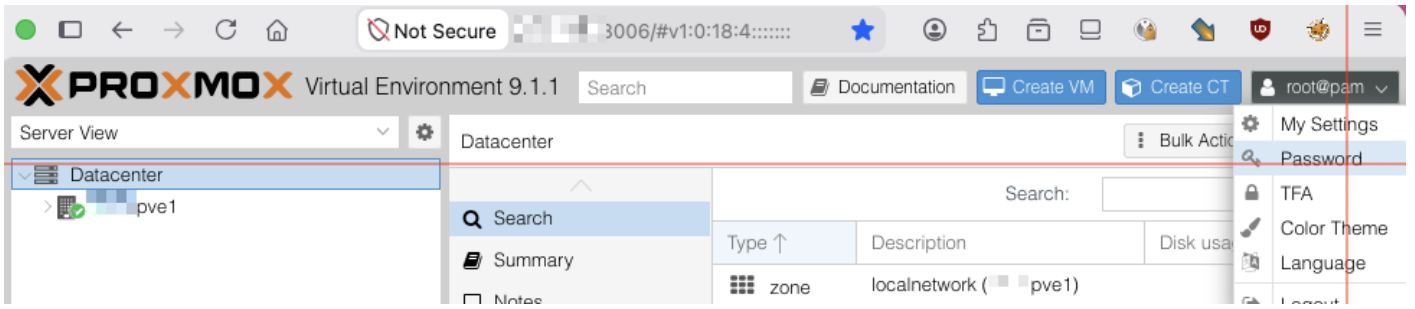 Not Secure 3006/#v1:0:18:4:::::::
PROXMOX Virtual Environment 9.1.1 Search Documentation Create VM Create CT root@pam
Server View
Datacenter
Bulk Actio
My Settings
Password
TFA
Color Theme
Language
Logout
Datacenter
pve1
Search
Summary
Notes
Search:
Type ↑ Description Disk usa
zone localnetwork ( pve1)